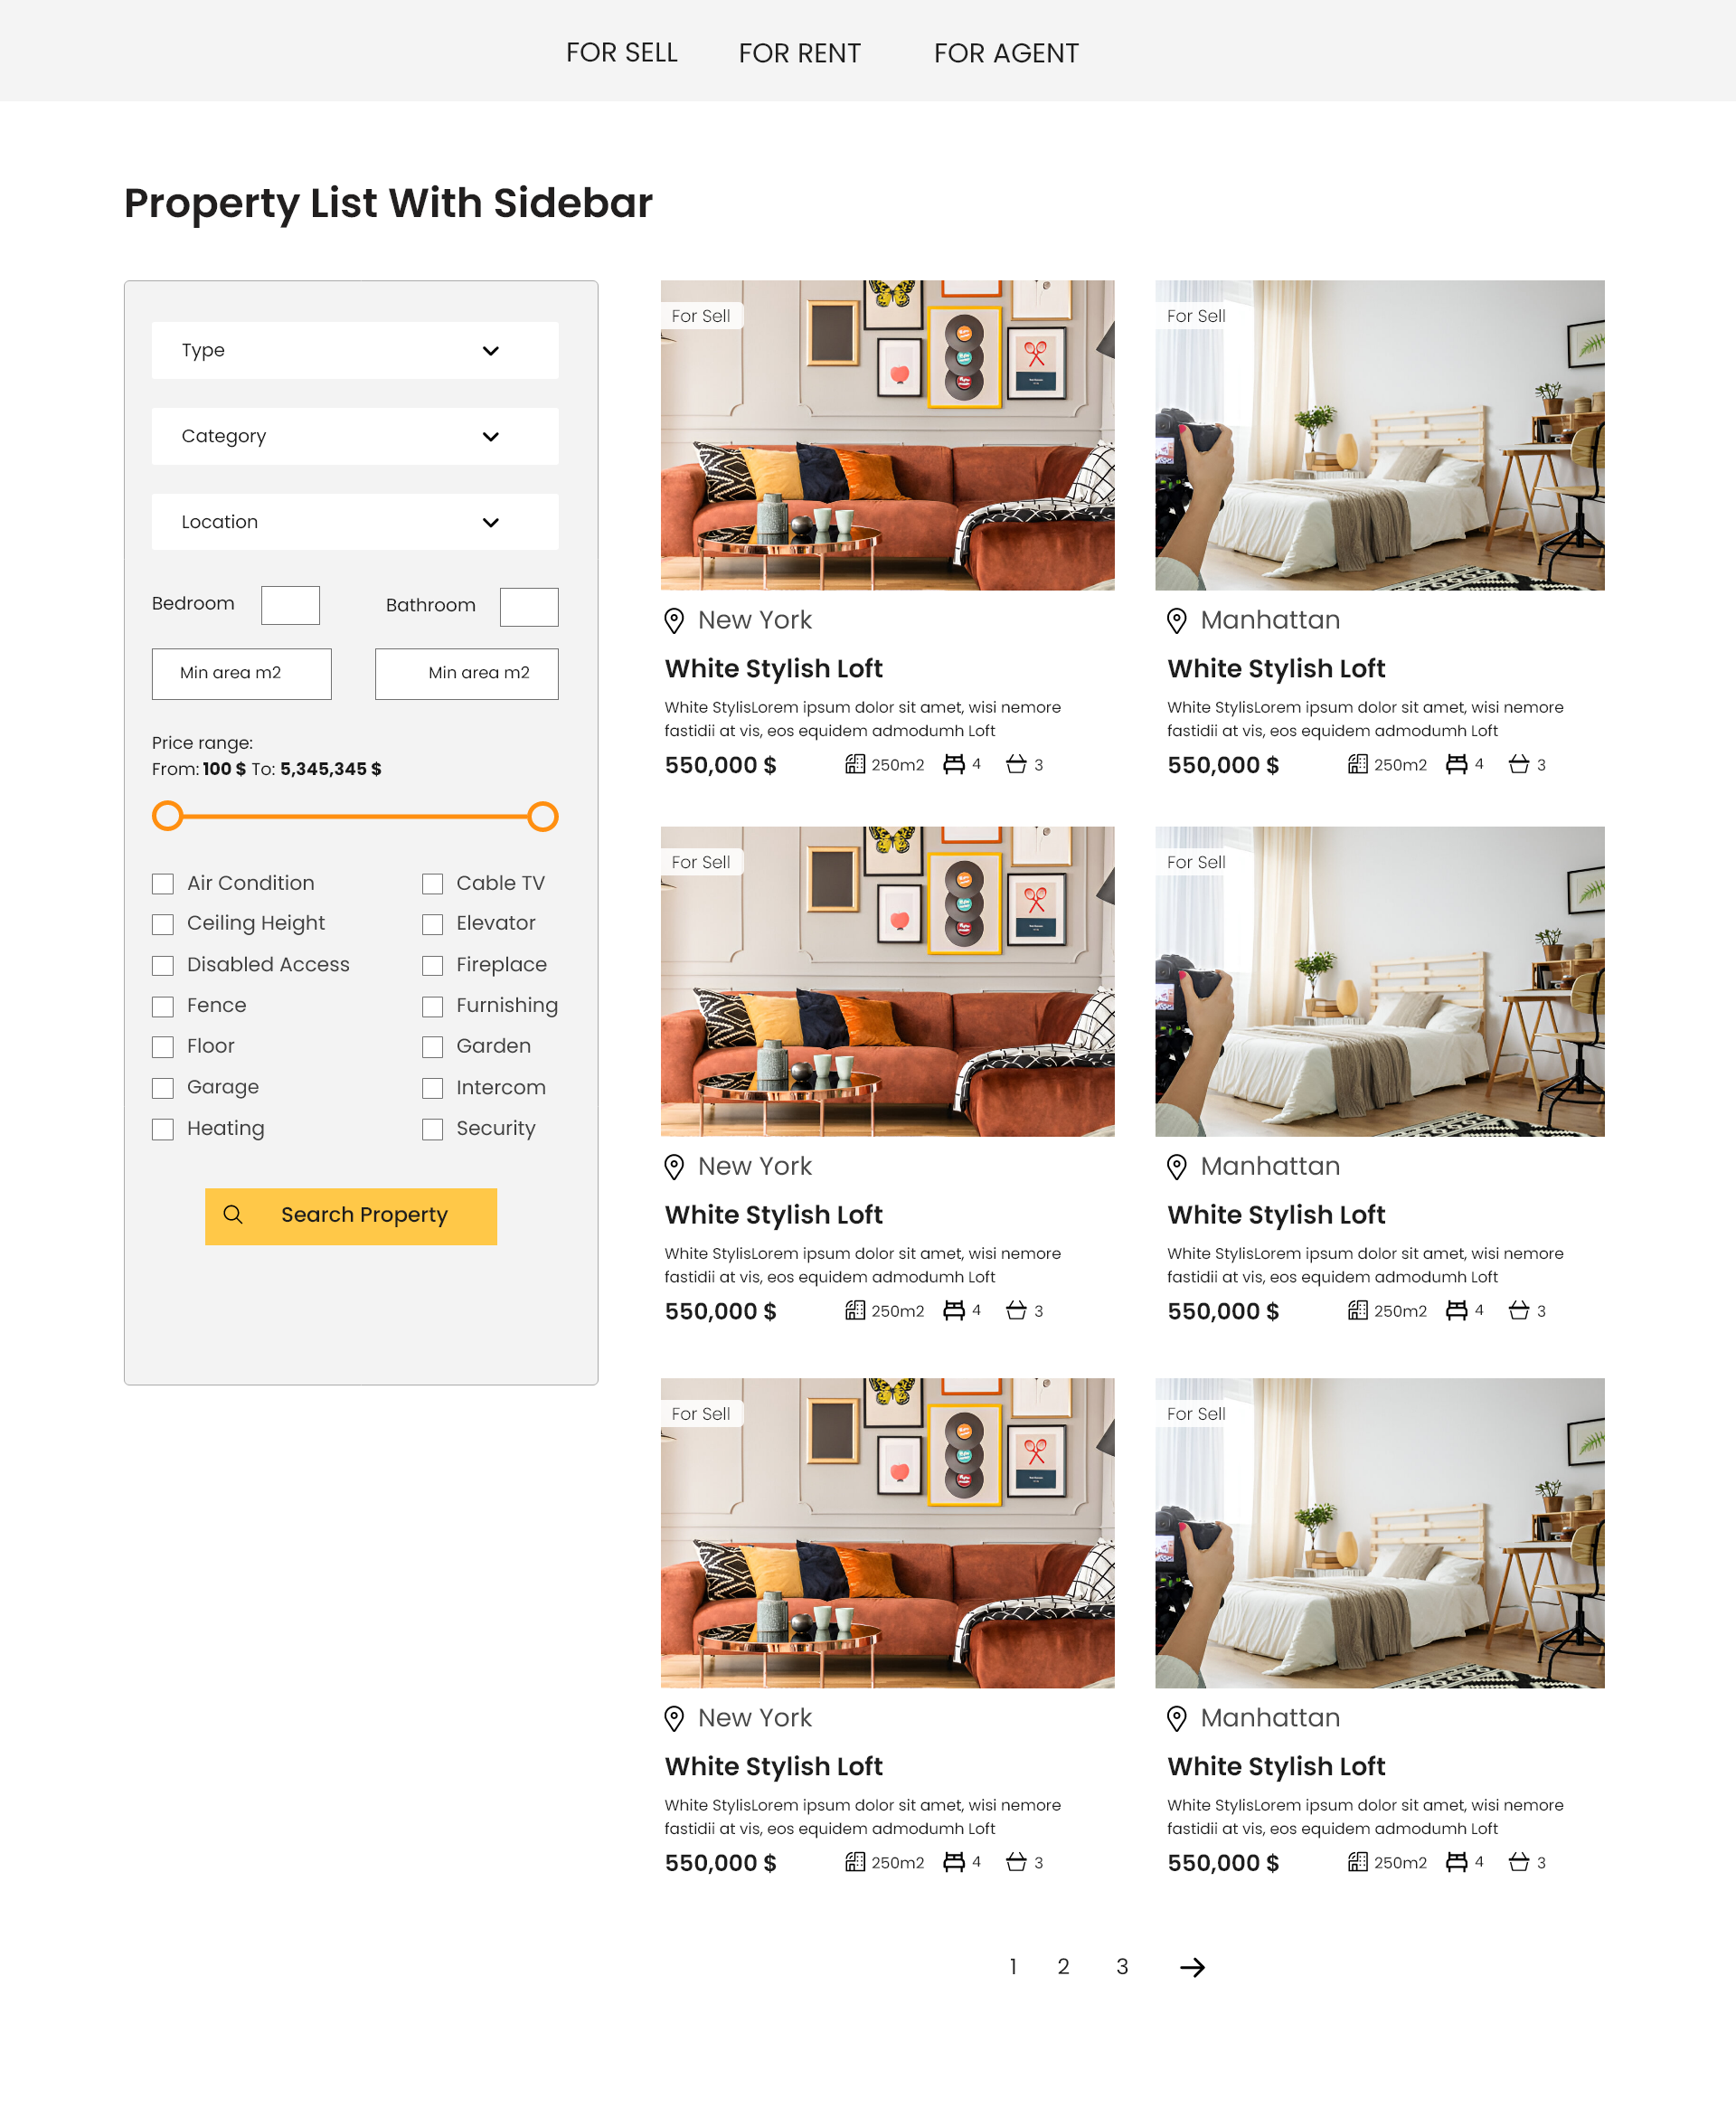 FOR SELL FOR RENT FOR AGENT
Property List With Sidebar
Type
Category
Location
Bedroom Bathroom
Min area m2 Min area m2
Price range:
From: 100 $ To: 5,345,345 $
Air Condition Cable TV
Ceiling Height Elevator
Disabled Access Fireplace
Fence Furnishing
Floor Garden
Garage Intercom
Heating Security
Search Property
For Sell
New York
White Stylish Loft
White StylisLorem ipsum dolor sit amet, wisi nemore
fastidii at vis, eos equidem admodumh Loft
550,000 $ 250m2 4 3
For Sell
Manhattan
White Stylish Loft
White StylisLorem ipsum dolor sit amet, wisi nemore
fastidii at vis, eos equidem admodumh Loft
550,000 $ 250m2 4 3
For Sell
New York
White Stylish Loft
White StylisLorem ipsum dolor sit amet, wisi nemore
fastidii at vis, eos equidem admodumh Loft
550,000 $ 250m2 4 3
For Sell
Manhattan
White Stylish Loft
White StylisLorem ipsum dolor sit amet, wisi nemore
fastidii at vis, eos equidem admodumh Loft
550,000 $ 250m2 4 3
For Sell
New York
White Stylish Loft
White StylisLorem ipsum dolor sit amet, wisi nemore
fastidii at vis, eos equidem admodumh Loft
550,000 $ 250m2 4 3
For Sell
Manhattan
White Stylish Loft
White StylisLorem ipsum dolor sit amet, wisi nemore
fastidii at vis, eos equidem admodumh Loft
550,000 $ 250m2 4 3
1 2 3